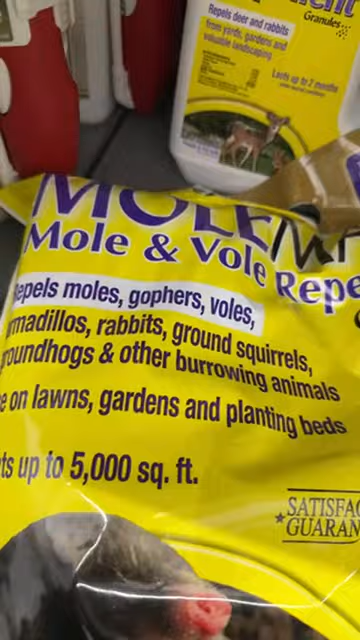 Granules
Repels deer and rabbits
from yards, gardens and
valuable landscaping
Lasts up to 2 months
MOLE
Mole & Vole Repe
epels moles, gophers, voles,
rmadillos, rabbits, ground squirrels,
roundhogs & other burrowing animals
e on lawns, gardens and planting beds
ts up to 5,000 sq. ft.
SATISFAC
GUARAN